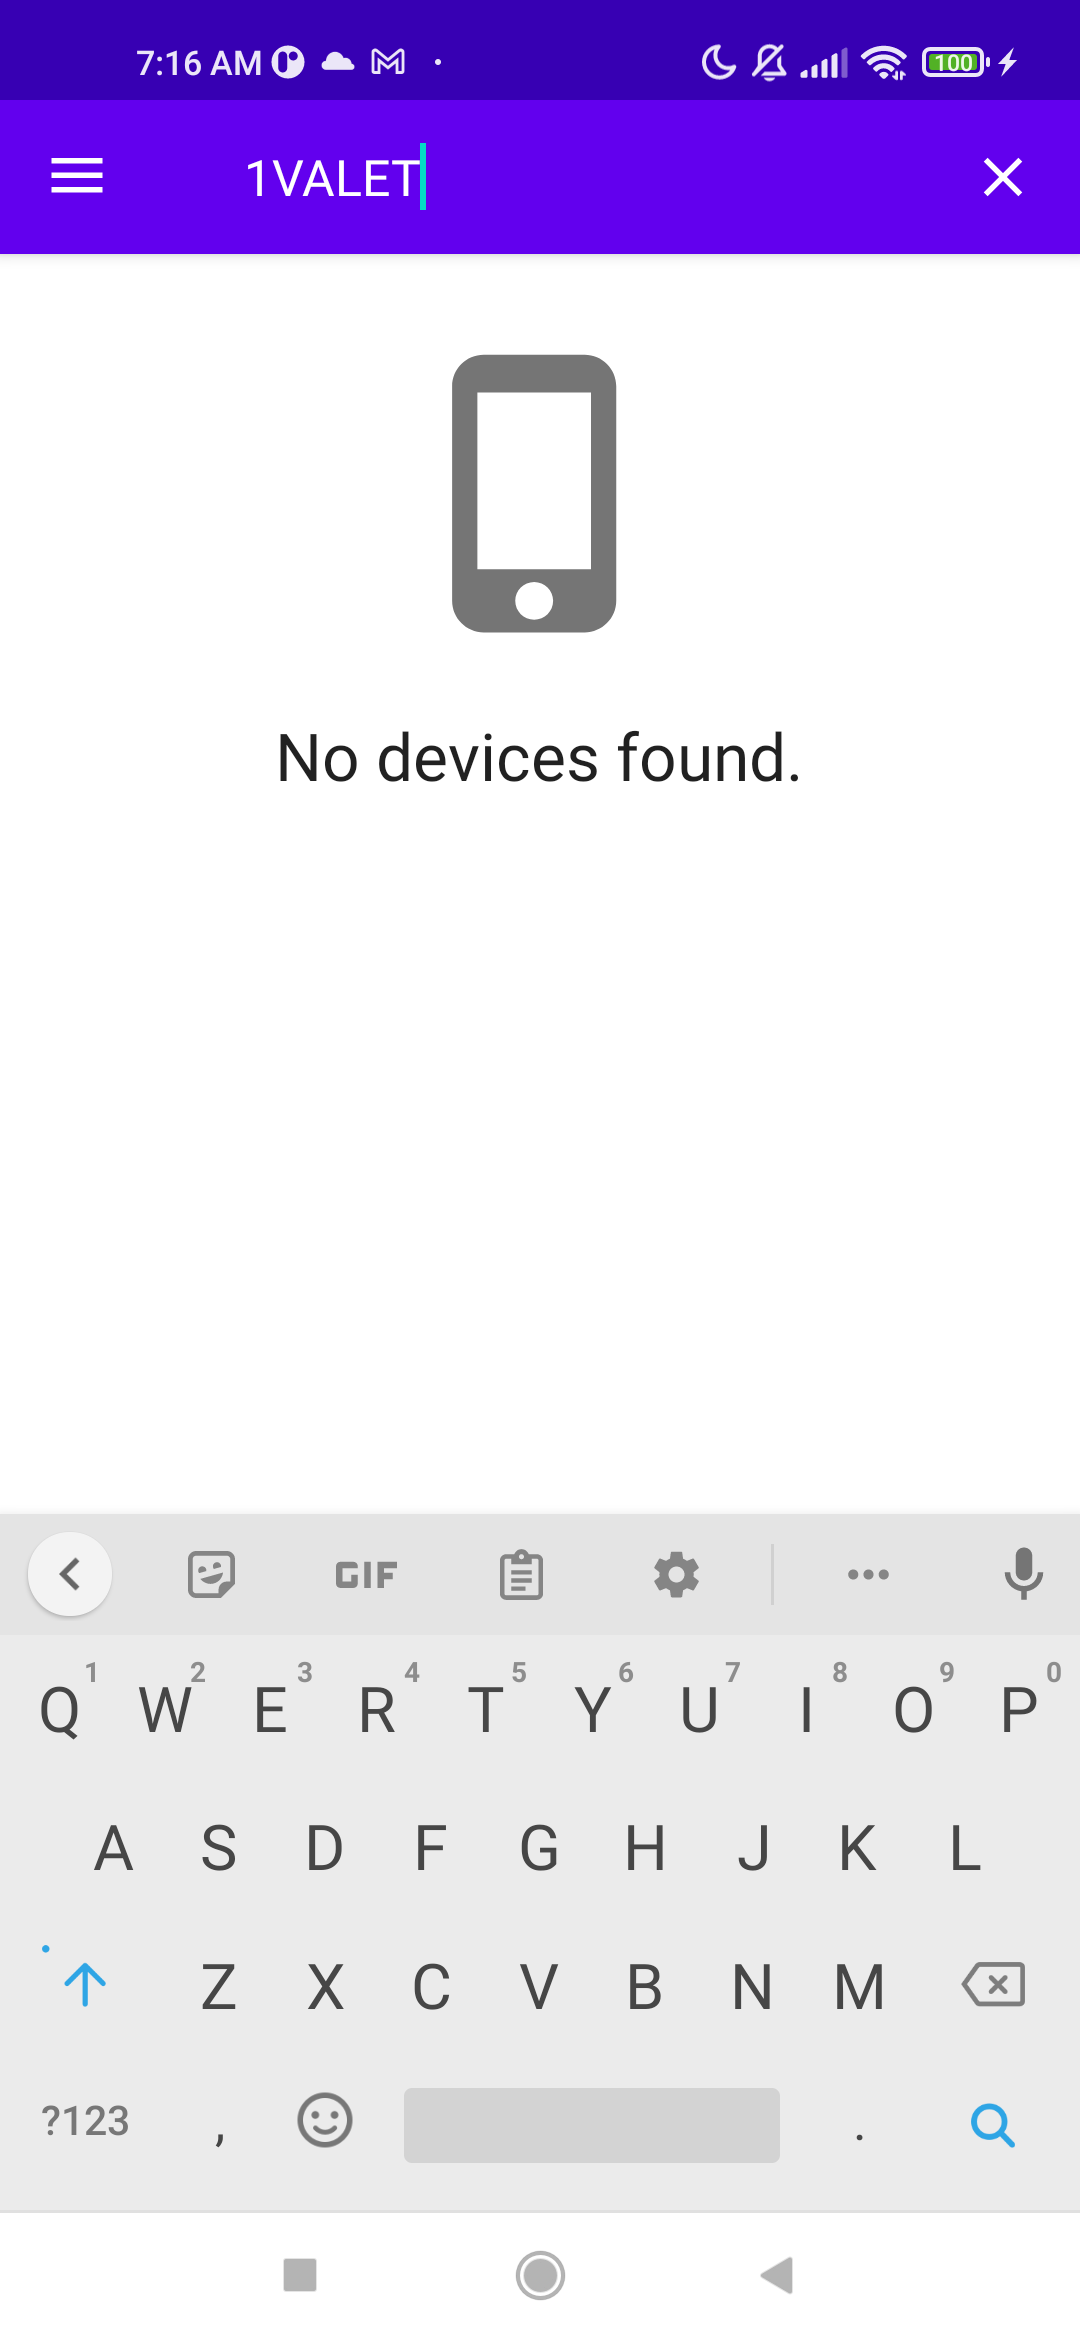 7:16 AM
100
1VALET
No devices found.
GIF
Q 1 W 2 E 3 R 4 T 5 Y 6 U 7 I 8 O 9 P 0
A S D F G H J K L
Z X C V B N M
?123 , .